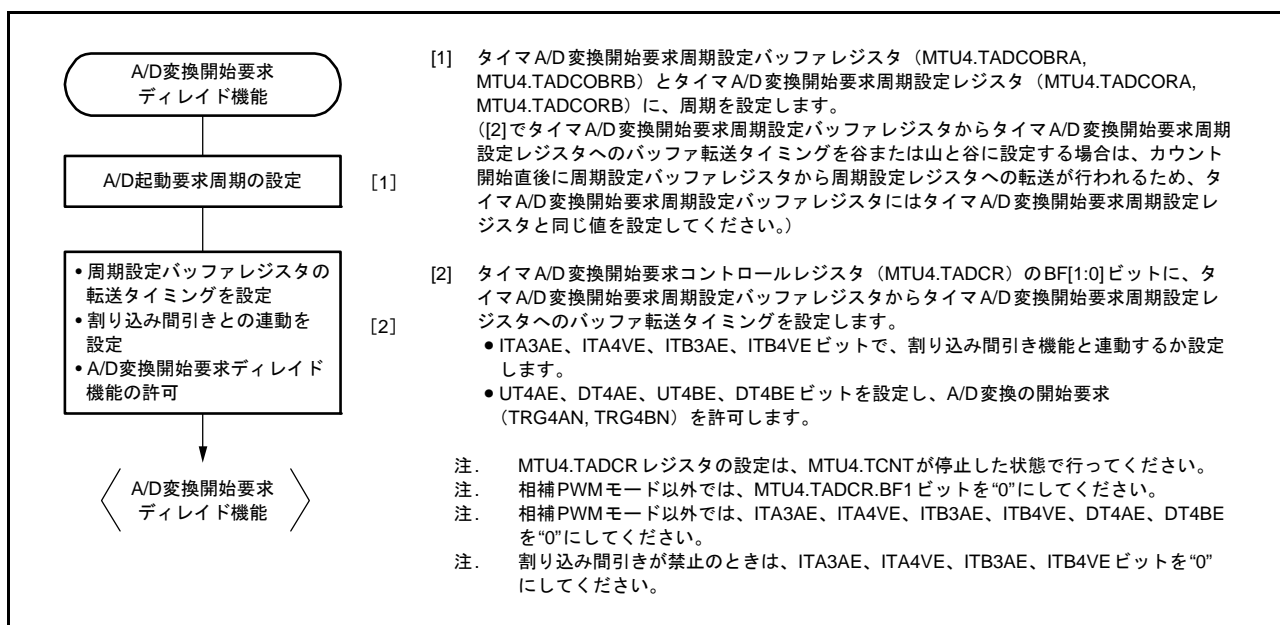 A/D変換開始要求
ディレイド機能
A/D起動要求周期の設定
[1]
• 周期設定バッファレジスタの
転送タイミングを設定
• 割り込み間引きとの連動を
設定
• A/D変換開始要求ディレイド
機能の許可
[2]
A/D変換開始要求
ディレイド機能
[1] タイマA/D変換開始要求周期設定バッファレジスタ（MTU4.TADCOBRA,
MTU4.TADCOBRB）とタイマA/D変換開始要求周期設定レジスタ（MTU4.TADCORA,
MTU4.TADCORB）に、周期を設定します。
（[2]でタイマA/D変換開始要求周期設定バッファレジスタからタイマA/D変換開始要求周期
設定レジスタへのバッファ転送タイミングを谷または山と谷に設定する場合は、カウント
開始直後に周期設定バッファレジスタから周期設定レジスタへの転送が行われるため、タ
イマA/D変換開始要求周期設定バッファレジスタにはタイマA/D変換開始要求周期設定レ
ジスタと同じ値を設定してください。）
[2] タイマA/D変換開始要求コントロールレジスタ（MTU4.TADCR）のBF[1:0]ビットに、タ
イマA/D変換開始要求周期設定バッファレジスタからタイマA/D変換開始要求周期設定レ
ジスタへのバッファ転送タイミングを設定します。
● ITA3AE、ITA4VE、ITB3AE、ITB4VEビットで、割り込み間引き機能と連動するか設定
します。
● UT4AE、DT4AE、UT4BE、DT4BEビットを設定し、A/D変換の開始要求
（TRG4AN, TRG4BN）を許可します。
注. MTU4.TADCRレジスタの設定は、MTU4.TCNTが停止した状態で行ってください。
注. 相補PWMモード以外では、MTU4.TADCR.BF1ビットを“0”にしてください。
注. 相補PWMモード以外では、ITA3AE、ITA4VE、ITB3AE、ITB4VE、DT4AE、DT4BE
を“0”にしてください。
注. 割り込み間引きが禁止のときは、ITA3AE、ITA4VE、ITB3AE、ITB4VEビットを“0”
にしてください。